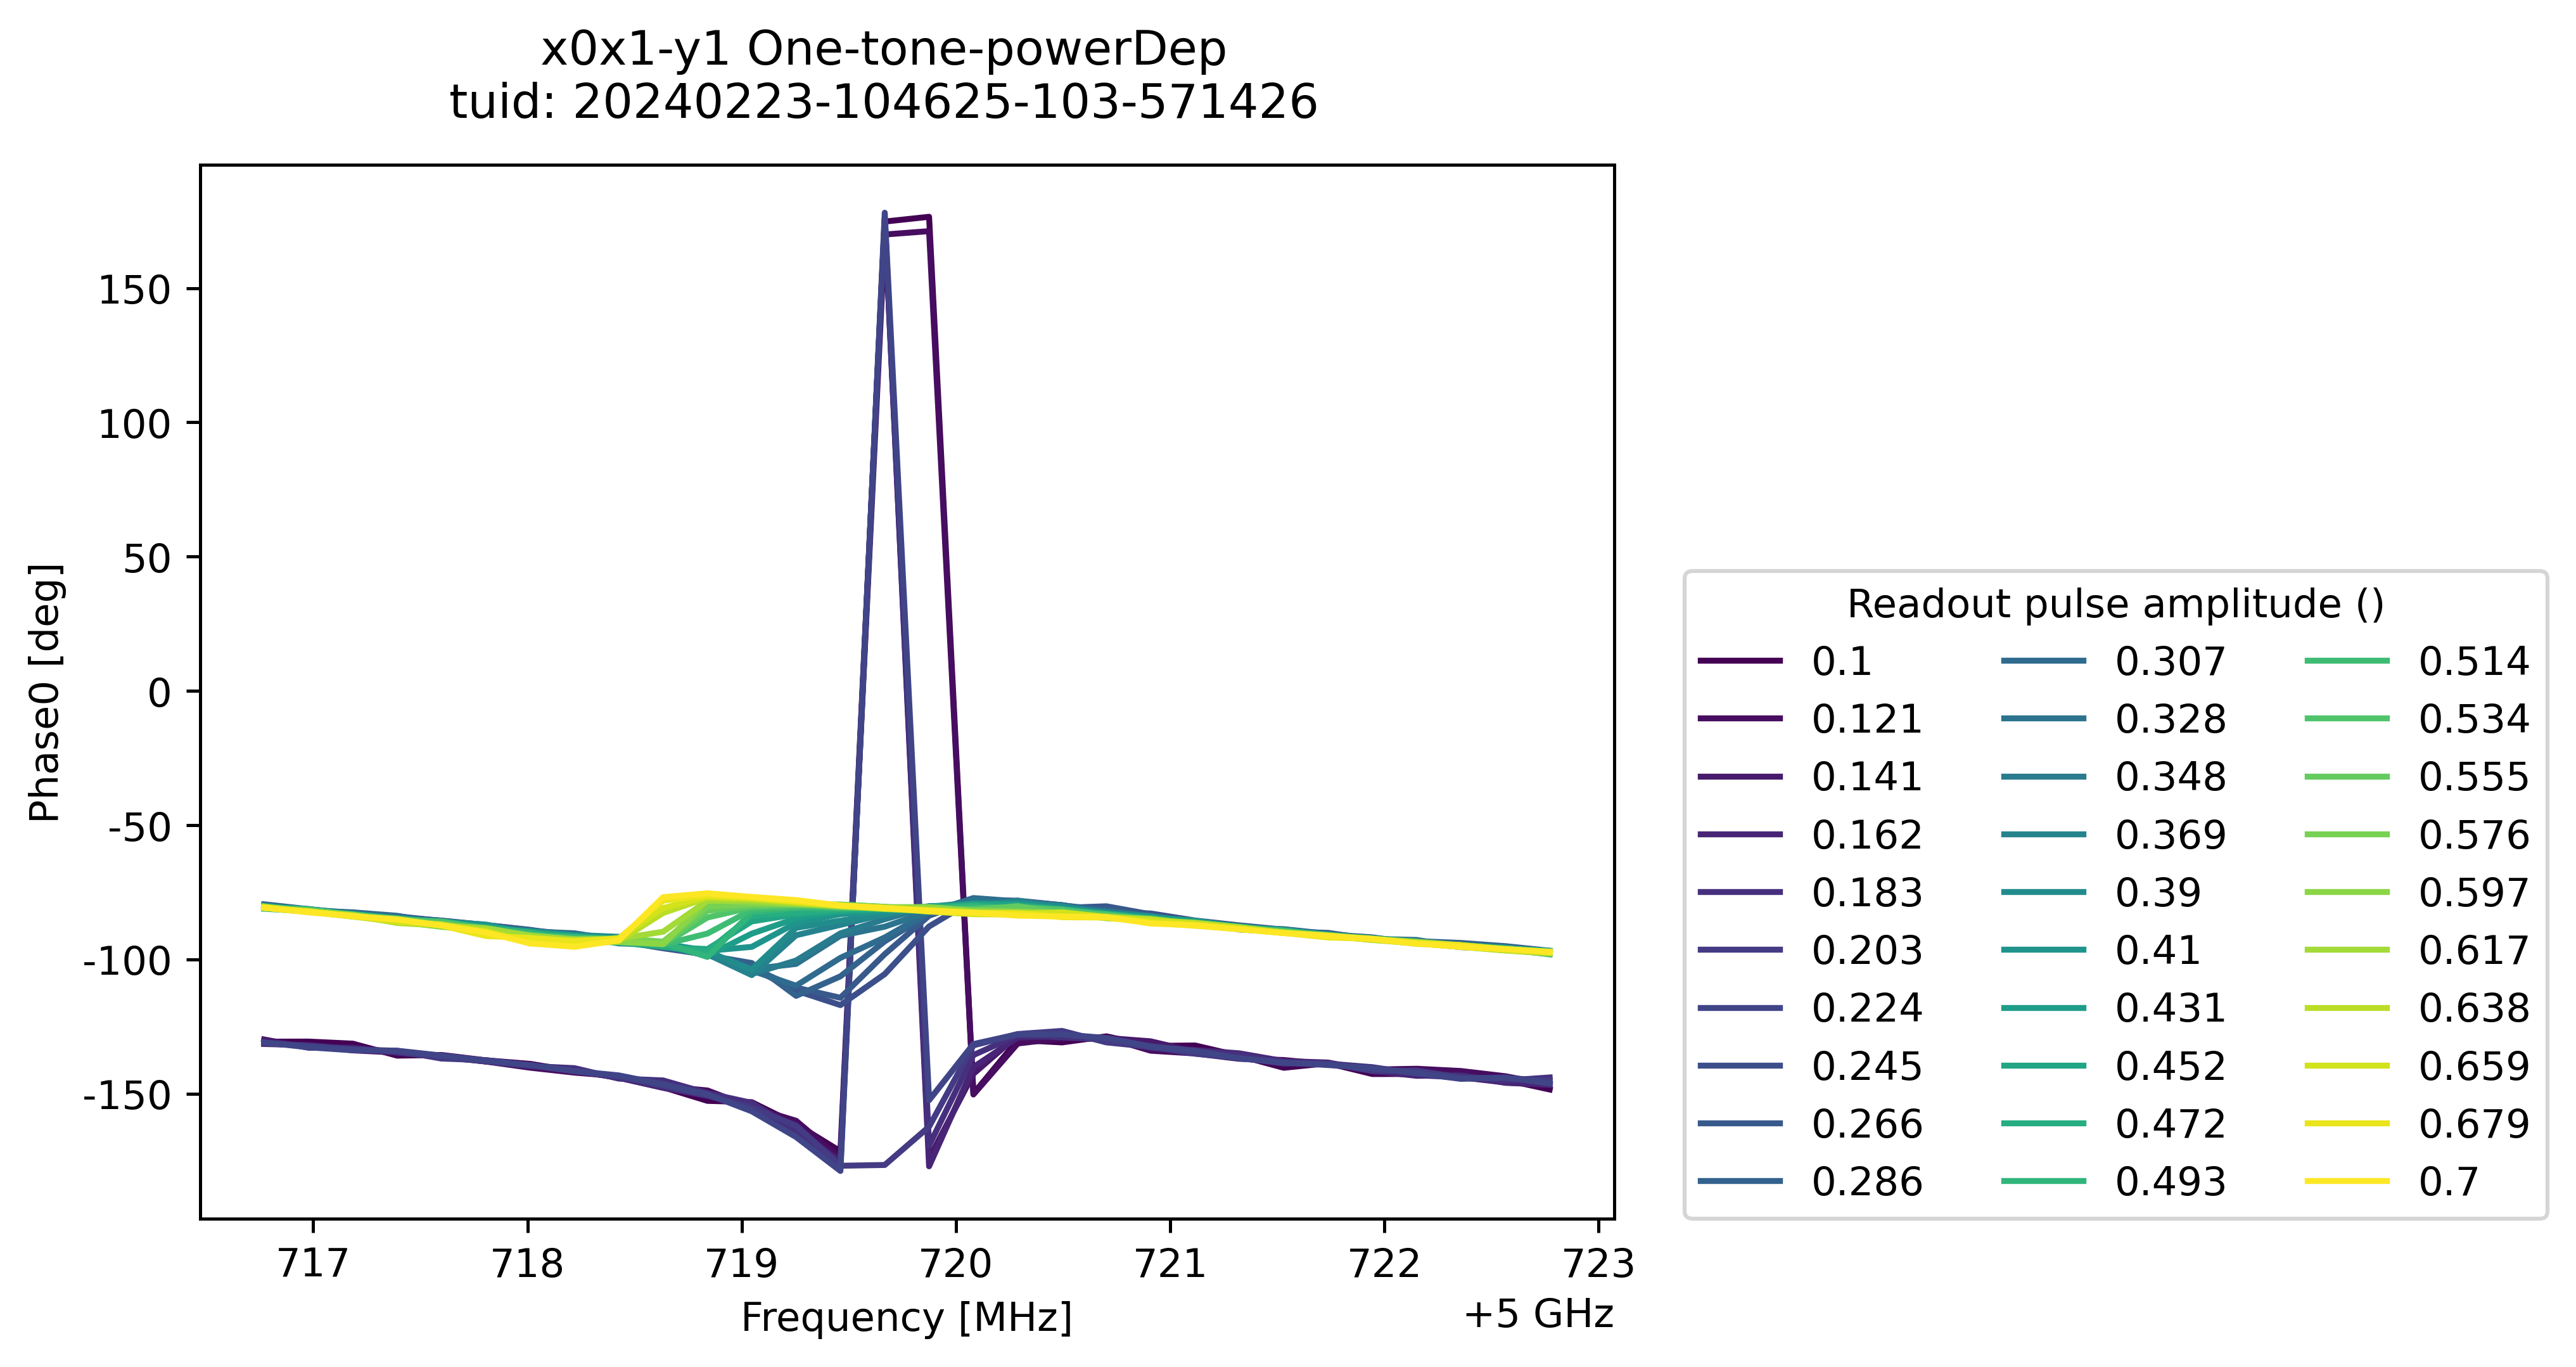 x0x1-y1 One-tone-powerDep
tuid: 20240223-104625-103-571426
Phase0 [deg]
150
100
50
0
-50
-100
-150
717 718 719 720 721 722 723
Frequency [MHz]
+5 GHz
Readout pulse amplitude ()
0.1 0.307 0.514
0.121 0.328 0.534
0.141 0.348 0.555
0.162 0.369 0.576
0.183 0.39 0.597
0.203 0.41 0.617
0.224 0.431 0.638
0.245 0.452 0.659
0.266 0.472 0.679
0.286 0.493 0.7